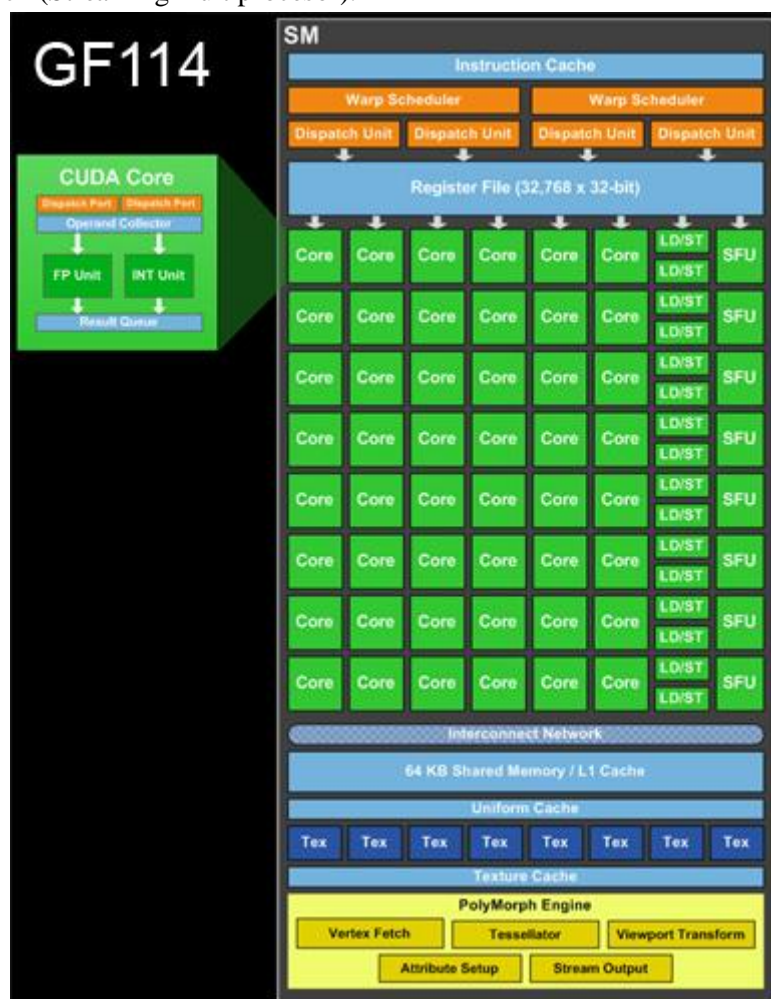 GF114
CUDA Core
Dispatch Port Dispatch Port
Operand Collector
FP Unit INT Unit
Result Queue
SM
Instruction Cache
Warp Scheduler Warp Scheduler
Dispatch Unit Dispatch Unit Dispatch Unit Dispatch Unit
Register File (32,768 x 32-bit)
Core Core Core Core Core Core LD/ST LD/ST SFU
Core Core Core Core Core Core LD/ST LD/ST SFU
Core Core Core Core Core Core LD/ST LD/ST SFU
Core Core Core Core Core Core LD/ST LD/ST SFU
Core Core Core Core Core Core LD/ST LD/ST SFU
Core Core Core Core Core Core LD/ST LD/ST SFU
Core Core Core Core Core Core LD/ST LD/ST SFU
Core Core Core Core Core Core LD/ST LD/ST SFU
Interconnect Network
64 KB Shared Memory / L1 Cache
Uniform Cache
Tex Tex Tex Tex Tex Tex Tex Tex
Texture Cache
PolyMorph Engine
Vertex Fetch Tessellator Viewport Transform
Attribute Setup Stream Output